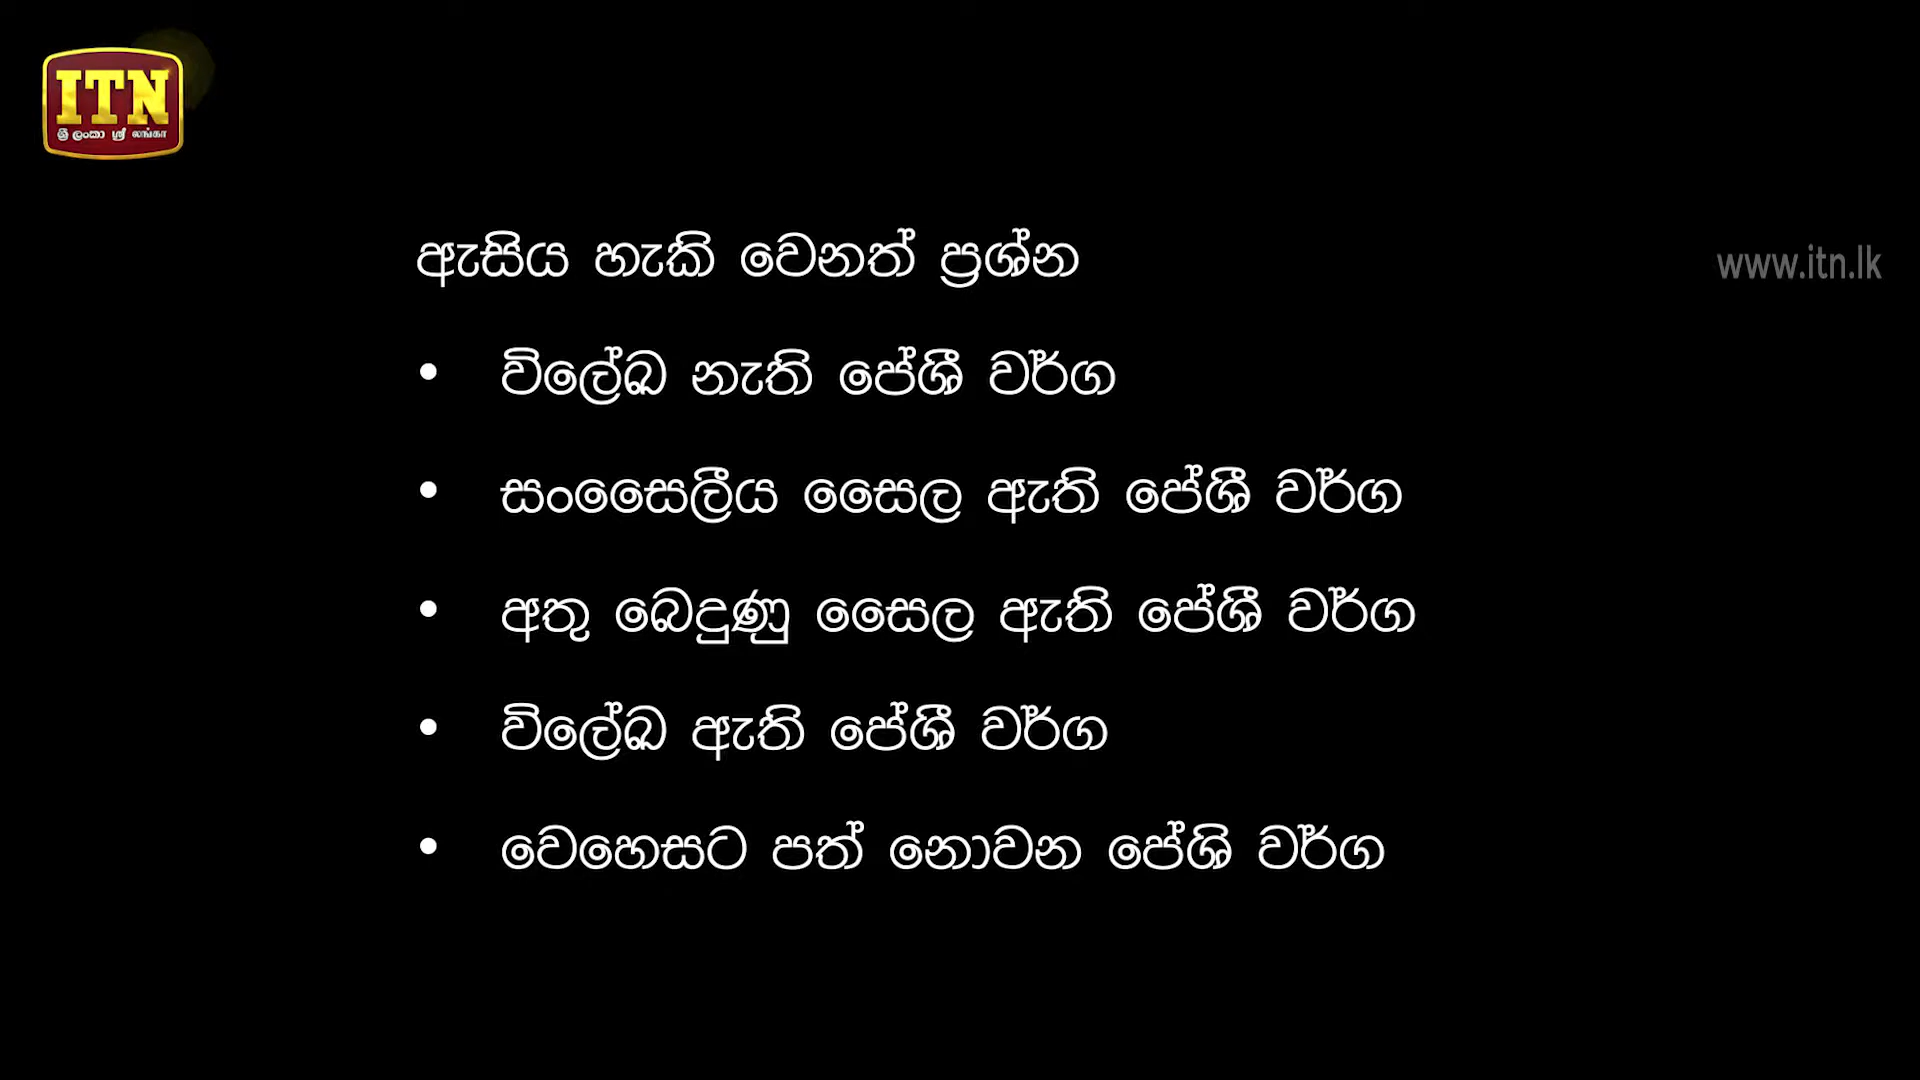 ITN
ශ්‍රී ලංකා ஸ்ரீ லங்கா
www.itn.lk
ඇසිය හැකි වෙනත් ප්‍රශ්න
• විලේඛ නැති පේශී වර්ග
• සංසෛලීය සෛල ඇති පේශී වර්ග
• අතු බෙදුණු සෛල ඇති පේශී වර්ග
• විලේඛ ඇති පේශී වර්ග
• වෙහෙසට පත් නොවන පේශි වර්ග